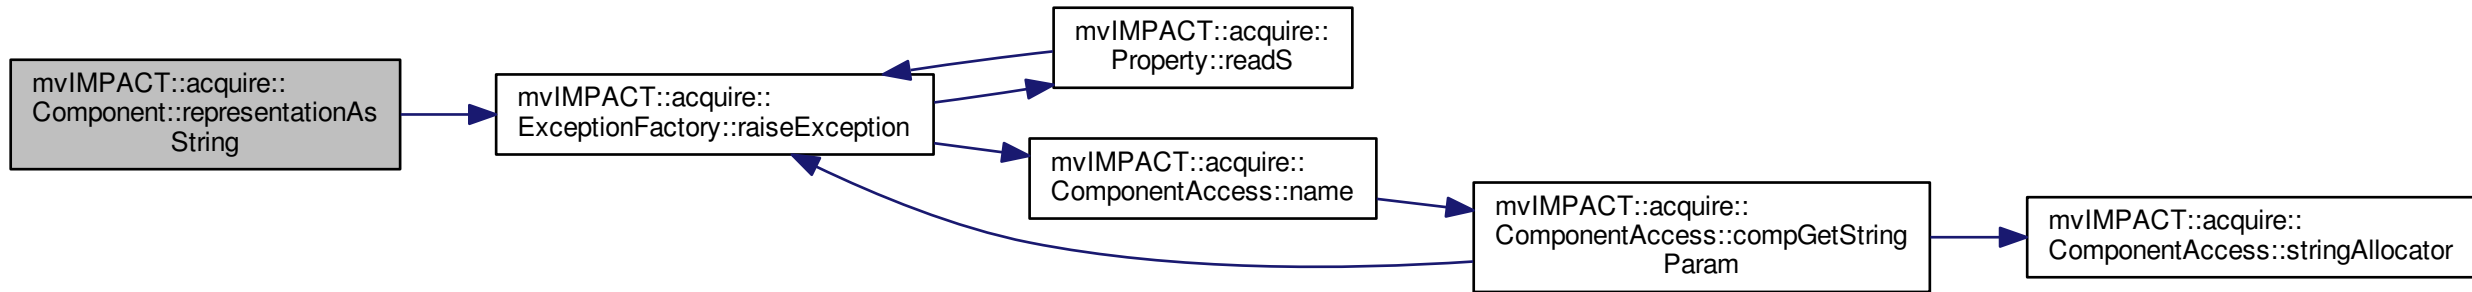 mvIMPACT::acquire::
Component::representationAs
String
mvIMPACT::acquire::
ExceptionFactory::raiseException
mvIMPACT::acquire::
Property::readS
mvIMPACT::acquire::
ComponentAccess::name
mvIMPACT::acquire::
ComponentAccess::compGetString
Param
mvIMPACT::acquire::
ComponentAccess::stringAllocator